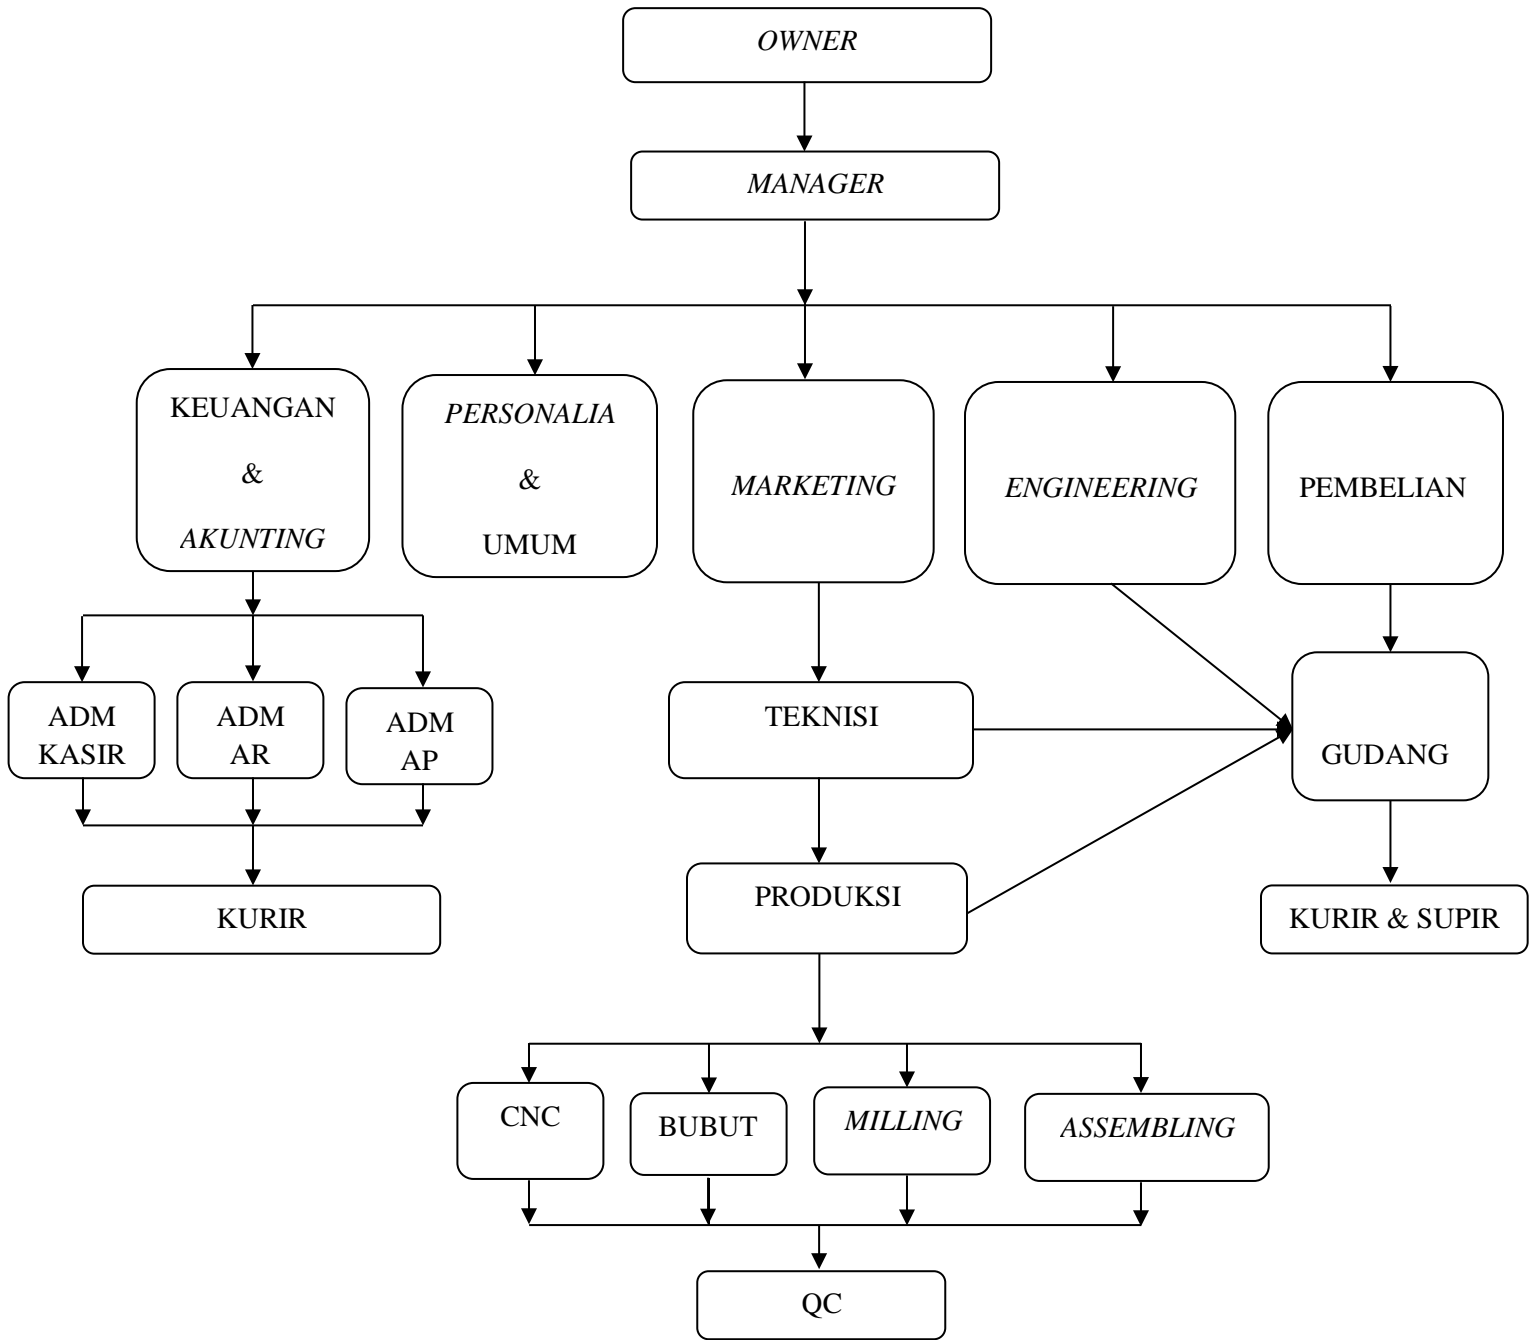 OWNER
MANAGER
KEUANGAN
&
AKUNTING
PERSONALIA
&
UMUM
MARKETING
ENGINEERING
PEMBELIAN
ADM
KASIR
ADM
AR
ADM
AP
TEKNISI
GUDANG
KURIR
PRODUKSI
KURIR & SUPIR
CNC
BUBUT
MILLING
ASSEMBLING
QC